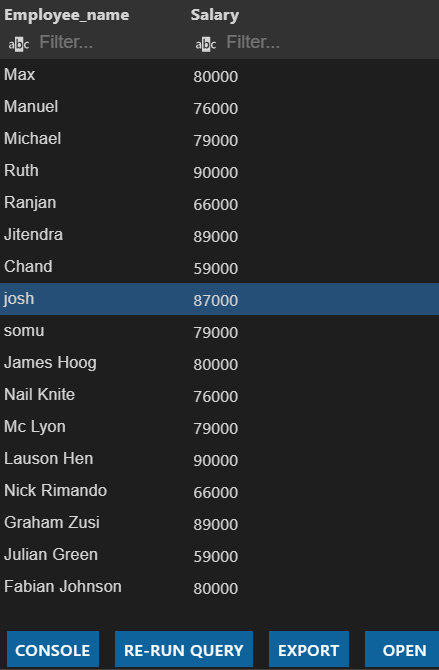 Employee_name Salary
abc Filter... abc Filter...
Max 80000
Manuel 76000
Michael 79000
Ruth 90000
Ranjan 66000
Jitendra 89000
Chand 59000
josh 87000
somu 79000
James Hoog 80000
Nail Knite 76000
Mc Lyon 79000
Lauson Hen 90000
Nick Rimando 66000
Graham Zusi 89000
Julian Green 59000
Fabian Johnson 80000
CONSOLE RE-RUN QUERY EXPORT OPEN